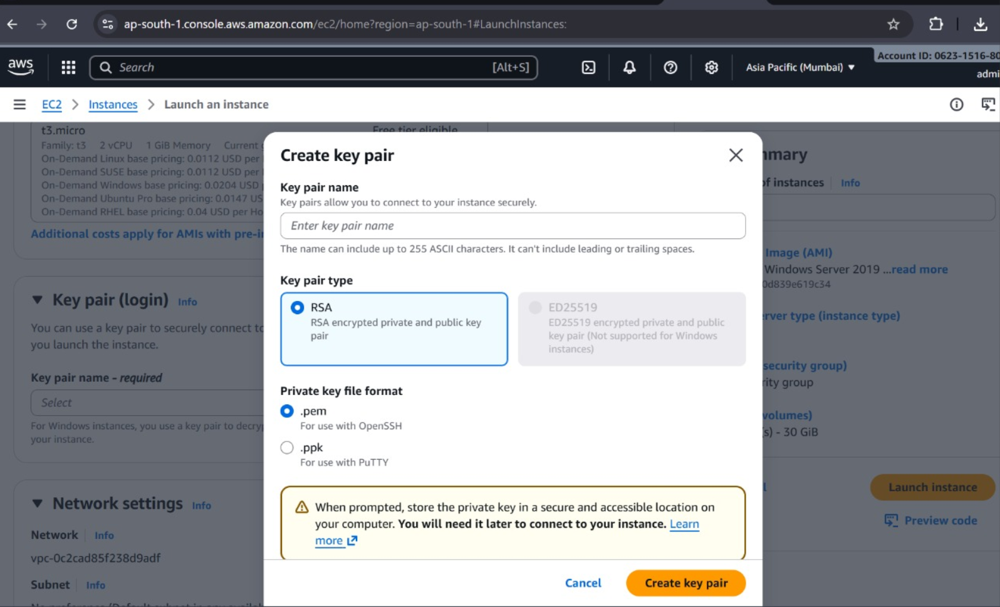 ap-south-1.console.aws.amazon.com/ec2/home?region=ap-south-1#LaunchInstances:
aws
Search
[Alt+S]
Asia Pacific (Mumbai)
Account ID: 0623-1516-80
EC2 > Instances > Launch an instance
t3.micro
Free tier eligible
Family: t3 2 vCPU 1 GiB Memory Current
On-Demand Linux base pricing: 0.0112 USD per
On-Demand SUSE base pricing: 0.0112 USD per
On-Demand Windows base pricing: 0.0204 USD
On-Demand Ubuntu Pro base pricing: 0.0147 US
On-Demand RHEL base pricing: 0.04 USD per Ho
Additional costs apply for AMIs with
Key pair (login) Info
You can use a key pair to securely connect
you launch the instance.
Key pair name - required
Select
For Windows instances, you use a key pair to
your instance.
Network settings Info
Network Info
vpc-0c2cad85f238d9adf
Subnet Info
Create key pair
Key pair name
Key pairs allow you to connect to your instance securely.
Enter key pair name
The name can include up to 255 ASCII characters. It can't include leading or trailing spaces.
Key pair type
RSA
RSA encrypted private and public key
pair
ED25519
ED25519 encrypted private and public
key pair (Not supported for Windows
instances)
Private key file format
.pem
For use with OpenSSH
.ppk
For use with PuTTY
When prompted, store the private key in a secure and accessible location on
your computer. You will need it later to connect to your instance. Learn
more
Cancel
Create key pair
mmary
of instances Info
Image (AMI)
Windows Server 2019 ...read more
0d839e619c34
rver type (instance type)
security group)
rity group
volumes)
(s) - 30 GiB
Launch instance
Preview code